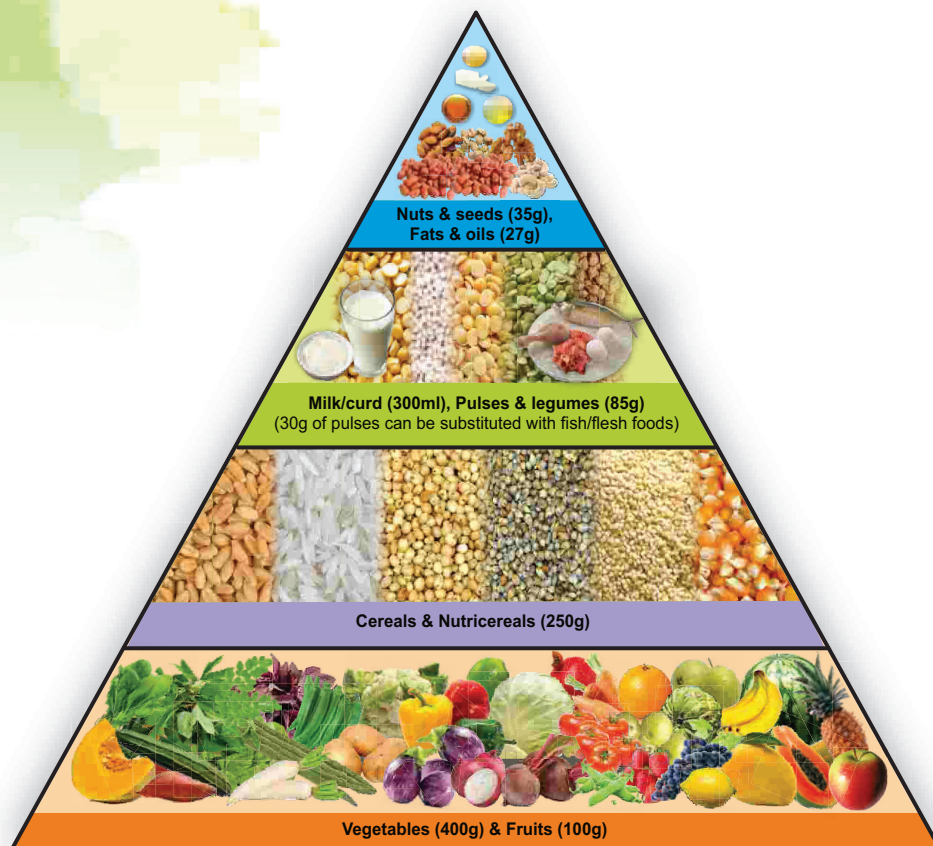 Nuts & seeds (35g),
Fats & oils (27g)
Milk/curd (300ml), Pulses & legumes (85g)
(30g of pulses can be substituted with fish/flesh foods)
Cereals & Nutricereals (250g)
Vegetables (400g) & Fruits (100g)